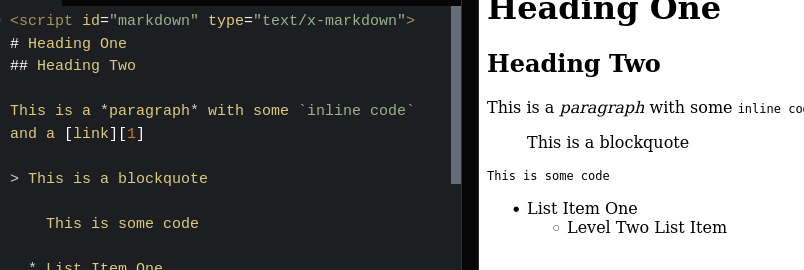 <script id="markdown" type="text/x-markdown">
# Heading One
## Heading Two
This is a *paragraph* with some `inline code`
and a [link][1]
> This is a blockquote
This is some code
* List Item One
Heading One
Heading Two
This is a paragraph with some inline co
This is a blockquote
This is some code
• List Item One
○ Level Two List Item